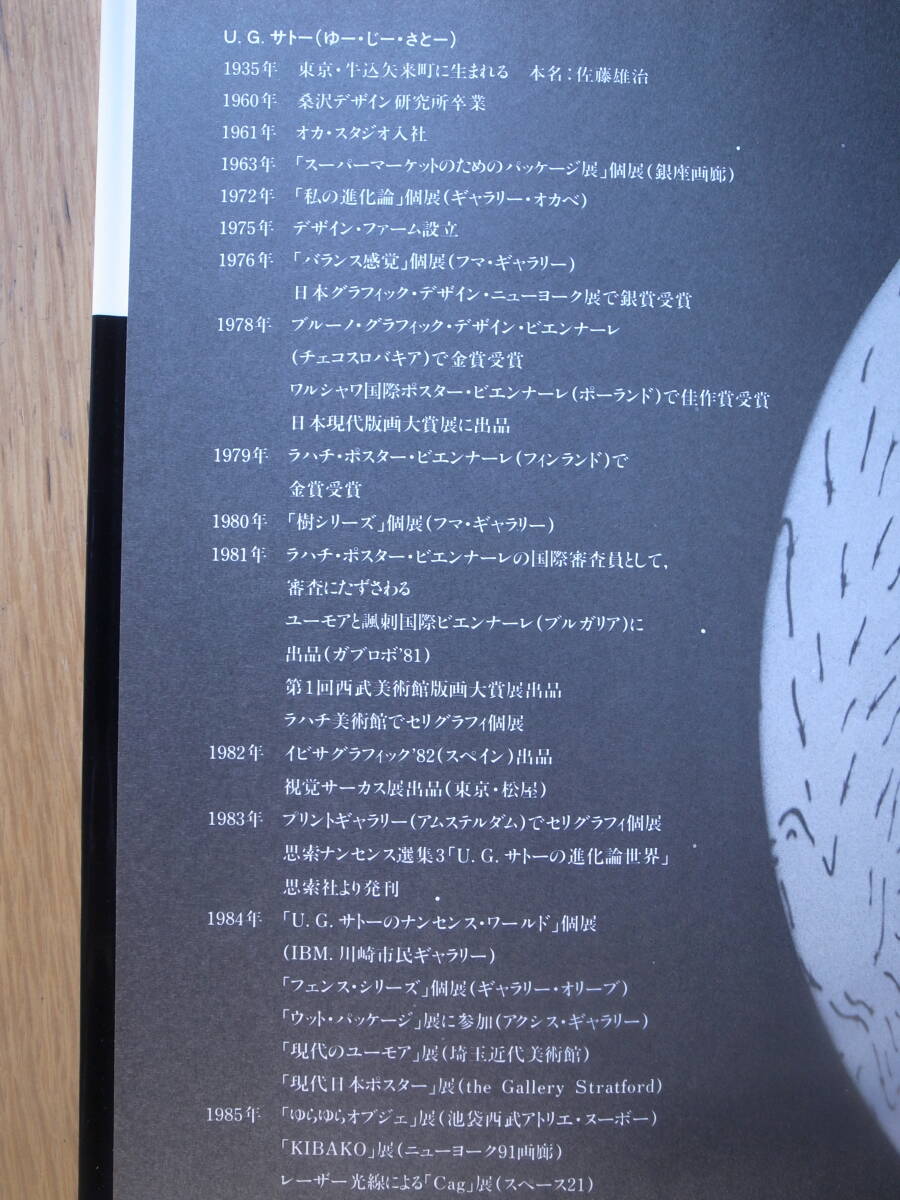 U. G. サトー(ゆー・じー・さとー)
1935年 東京・牛込矢来町に生まれる 本名:佐藤雄治
1960年 桑沢デザイン研究所卒業
1961年 オカ・スタジオ入社
1963年 「スーパーマーケットのためのパッケージ展」個展(銀座画廊)
1972年 「私の進化論」個展(ギャラリー・オカベ)
1975年 デザイン・ファーム設立
1976年 「バランス感覚」個展(フマ・ギャラリー)
日本グラフィック・デザイン・ニューヨーク展で銀賞受賞
1978年 ブルーノ・グラフィック・デザイン・ビエンナーレ
(チェコスロバキア)で金賞受賞
ワルシャワ国際ポスター・ビエンナーレ(ポーランド)で佳作賞受賞
日本現代版画大賞展に出品
1979年 ラハチ・ポスター・ビエンナーレ(フィンランド)で
金賞受賞
1980年 「樹シリーズ」個展(フマ・ギャラリー)
1981年 ラハチ・ポスター・ビエンナーレの国際審査員として,
審査にたずさわる
ユーモアと諷刺国際ビエンナーレ(ブルガリア)に
出品(ガブロボ'81)
第1回西武美術館版画大賞展出品
ラハチ美術館でセリグラフィ個展
1982年 イビサグラフィック'82(スペイン)出品
視覚サーカス展出品(東京・松屋)
1983年 プリントギャラリー(アムステルダム)でセリグラフィ個展
思索ナンセンス選集3「U. G. サトーの進化論世界」
思索社より発刊
1984年 「U. G. サトーのナンセンス・ワールド」個展
(IBM. 川崎市民ギャラリー)
「フェンス・シリーズ」個展(ギャラリー・オリーブ)
「ウット・パッケージ」展に参加(アクシス・ギャラリー)
「現代のユーモア」展(埼玉近代美術館)
「現代日本ポスター」展(the Gallery Stratford)
1985年 「ゆらゆらオブジェ」展(池袋西武アトリエ・ヌーボー)
「KIBAKO」展(ニューヨーク91画廊)
レーザー光線による「Cag」展(スペース21)